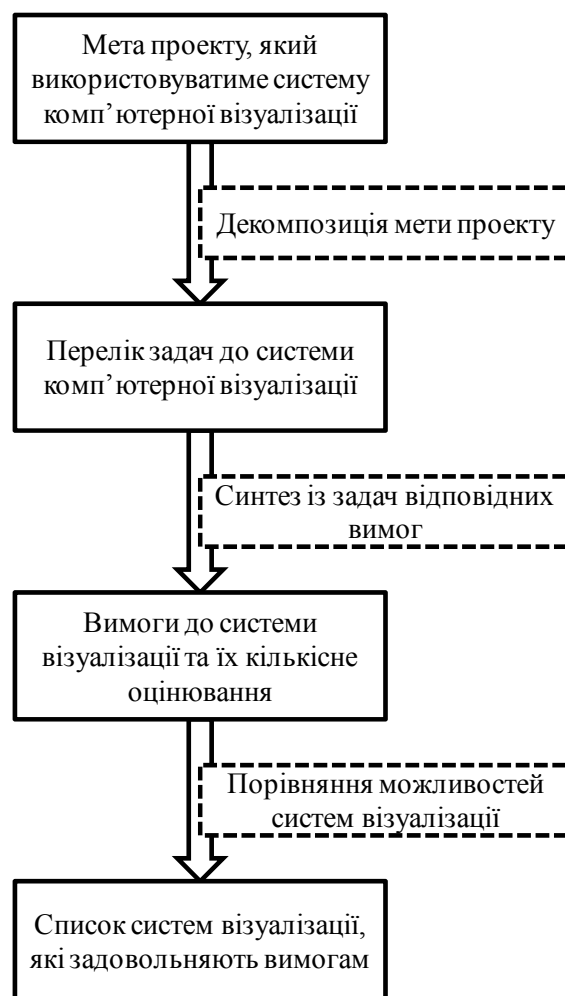 Мета проекту, який
використовуватиме систему
комп’ютерної візуалізації
Декомпозиція мети проекту
Перелік задач до системи
комп’ютерної візуалізації
Синтез із задач відповідних
вимог
Вимоги до системи
візуалізації та їх кількісне
оцінювання
Порівняння можливостей
систем візуалізації
Список систем візуалізації,
які задовольняють вимогам